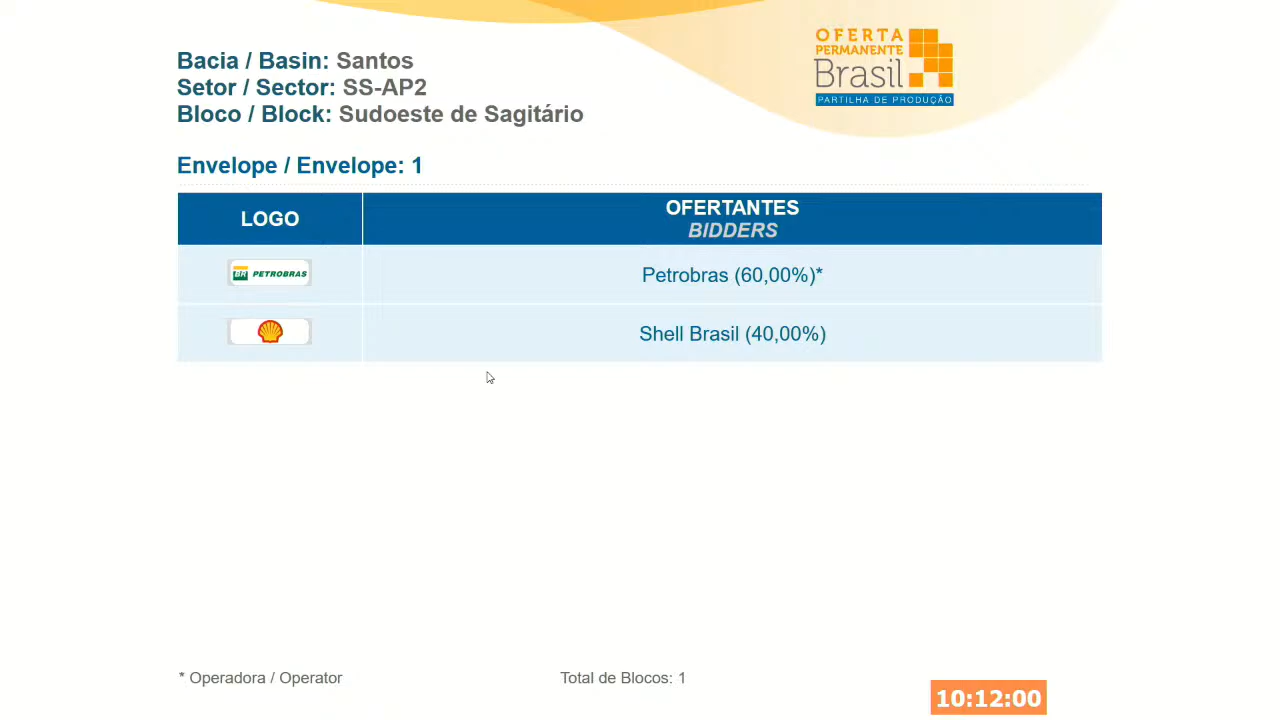 Bacia / Basin: Santos
Setor / Sector: SS-AP2
Bloco / Block: Sudoeste de Sagitário
OFERTA
PERMANENTE
Brasil
PARTILHA DE PRODUÇÃO
Envelope / Envelope: 1
LOGO
OFERTANTES
BIDDERS
BR PETROBRAS
Petrobras (60,00%)*
Shell Brasil (40,00%)
* Operadora / Operator
Total de Blocos: 1
10:12:00